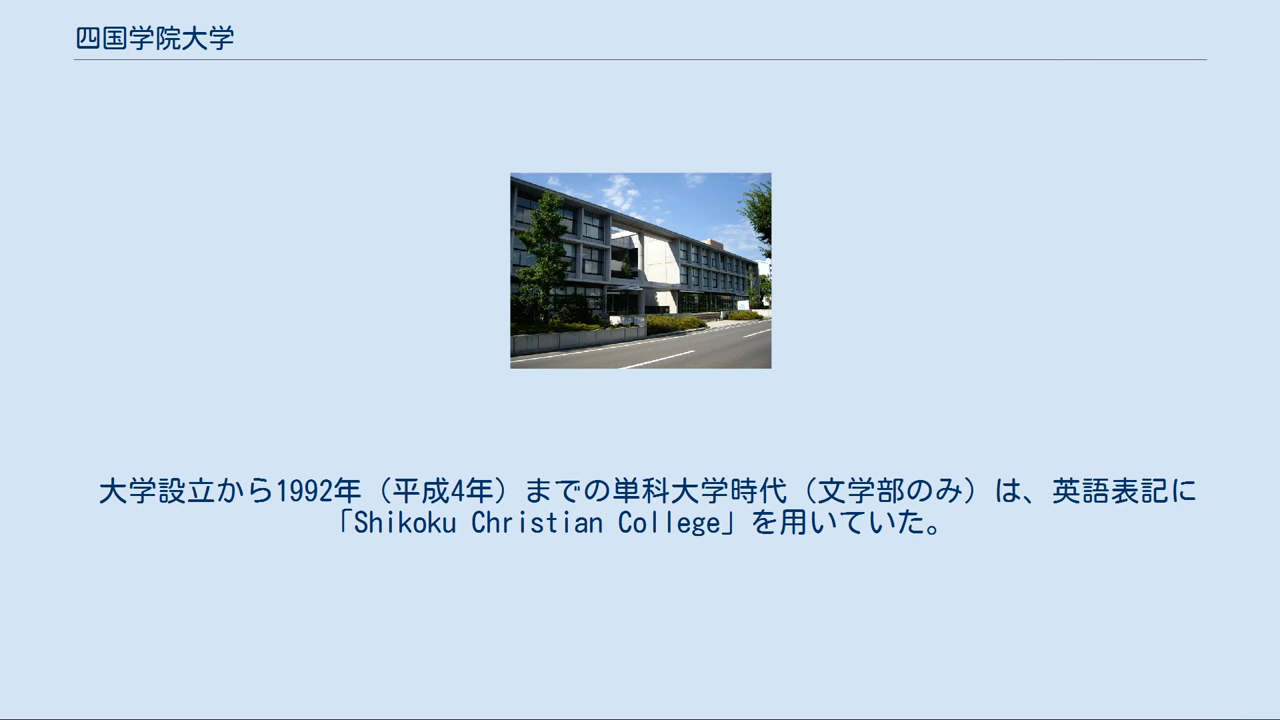 四国学院大学
大学設立から1992年（平成4年）までの単科大学時代（文学部のみ）は、英語表記に
「Shikoku Christian College」を用いていた。